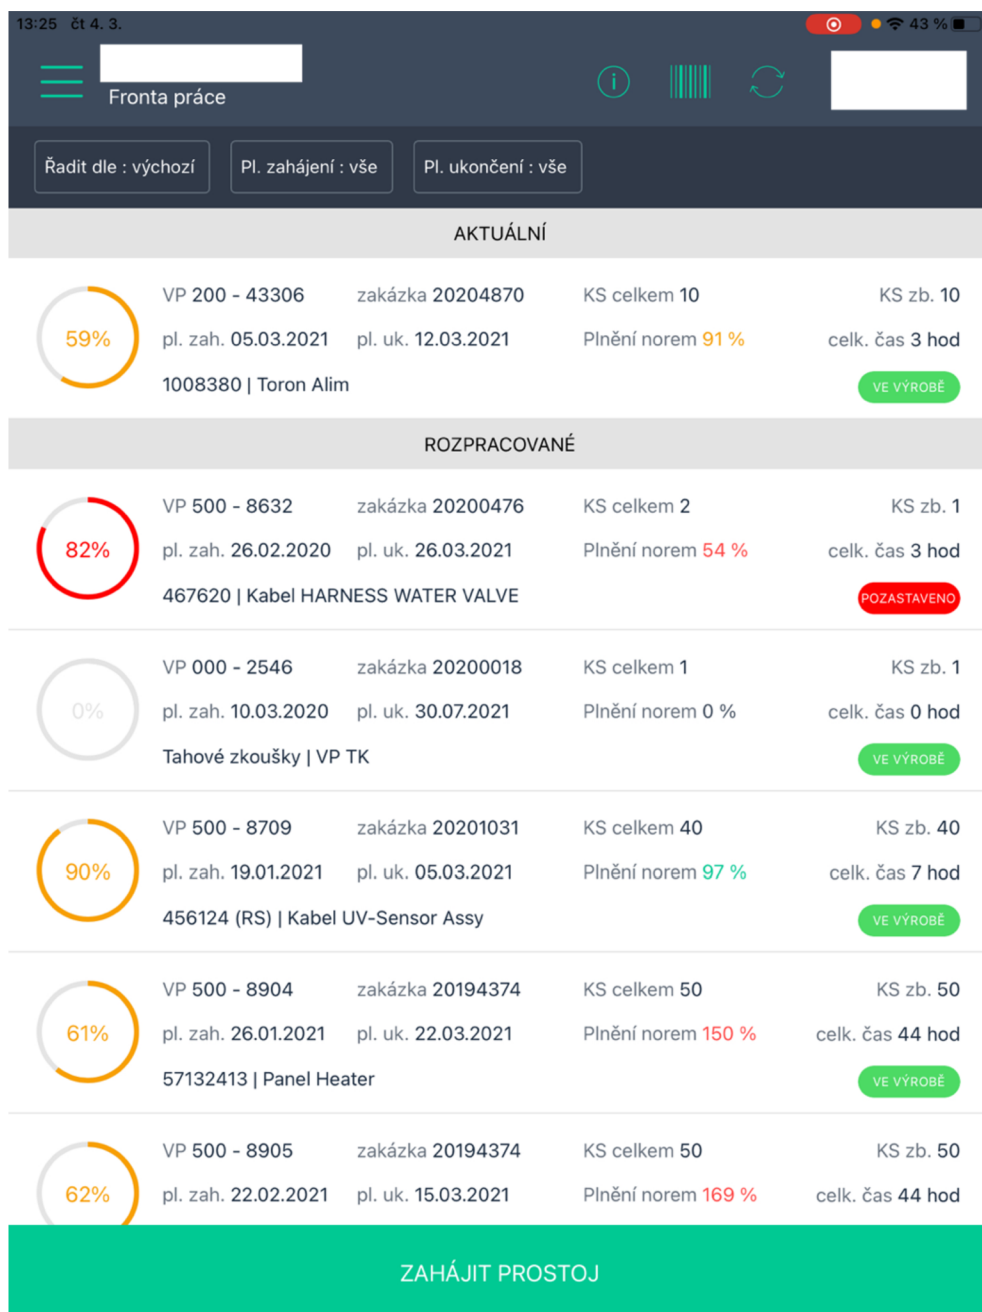 13:25 čt 4. 3. 43 %
Fronta práce
Řadit dle : výchozí Pl. zahájení : vše Pl. ukončení : vše
AKTUÁLNÍ
VP 200 - 43306 zakázka 20204870 KS celkem 10 KS zb. 10
59% pl. zah. 05.03.2021 pl. uk. 12.03.2021 Plnění norem 91 % celk. čas 3 hod
1008380 | Toron Alim VE VÝROBĚ
ROZPRACOVANÉ
VP 500 - 8632 zakázka 20200476 KS celkem 2 KS zb. 1
82% pl. zah. 26.02.2020 pl. uk. 26.03.2021 Plnění norem 54 % celk. čas 3 hod
467620 | Kabel HARNESS WATER VALVE POZASTAVENO
VP 000 - 2546 zakázka 20200018 KS celkem 1 KS zb. 1
0% pl. zah. 10.03.2020 pl. uk. 30.07.2021 Plnění norem 0 % celk. čas 0 hod
Tahové zkoušky | VP TK VE VÝROBĚ
VP 500 - 8709 zakázka 20201031 KS celkem 40 KS zb. 40
90% pl. zah. 19.01.2021 pl. uk. 05.03.2021 Plnění norem 97 % celk. čas 7 hod
456124 (RS) | Kabel UV-Sensor Assy VE VÝROBĚ
VP 500 - 8904 zakázka 20194374 KS celkem 50 KS zb. 50
61% pl. zah. 26.01.2021 pl. uk. 22.03.2021 Plnění norem 150 % celk. čas 44 hod
57132413 | Panel Heater VE VÝROBĚ
VP 500 - 8905 zakázka 20194374 KS celkem 50 KS zb. 50
62% pl. zah. 22.02.2021 pl. uk. 15.03.2021 Plnění norem 169 % celk. čas 44 hod
ZAHÁJIT PROSTOJ